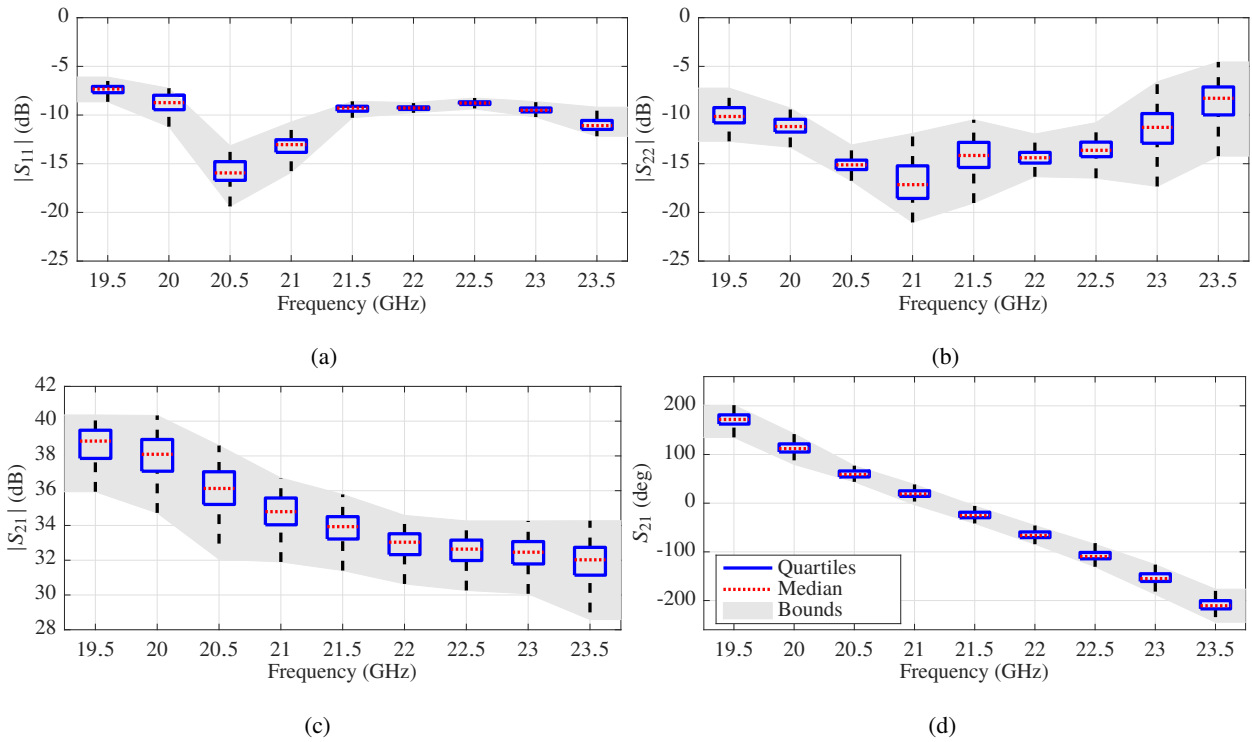 0
-5
-10
-15
-20
-25
|S11| (dB)
19.5 20 20.5 21 21.5 22 22.5 23 23.5
Frequency (GHz)
(a)
0
-5
-10
-15
-20
-25
|S22| (dB)
19.5 20 20.5 21 21.5 22 22.5 23 23.5
Frequency (GHz)
(b)
42
40
38
36
34
32
30
28
|S21| (dB)
19.5 20 20.5 21 21.5 22 22.5 23 23.5
Frequency (GHz)
(c)
200
100
0
-100
-200
S21 (deg)
Quartiles
Median
Bounds
19.5 20 20.5 21 21.5 22 22.5 23 23.5
Frequency (GHz)
(d)